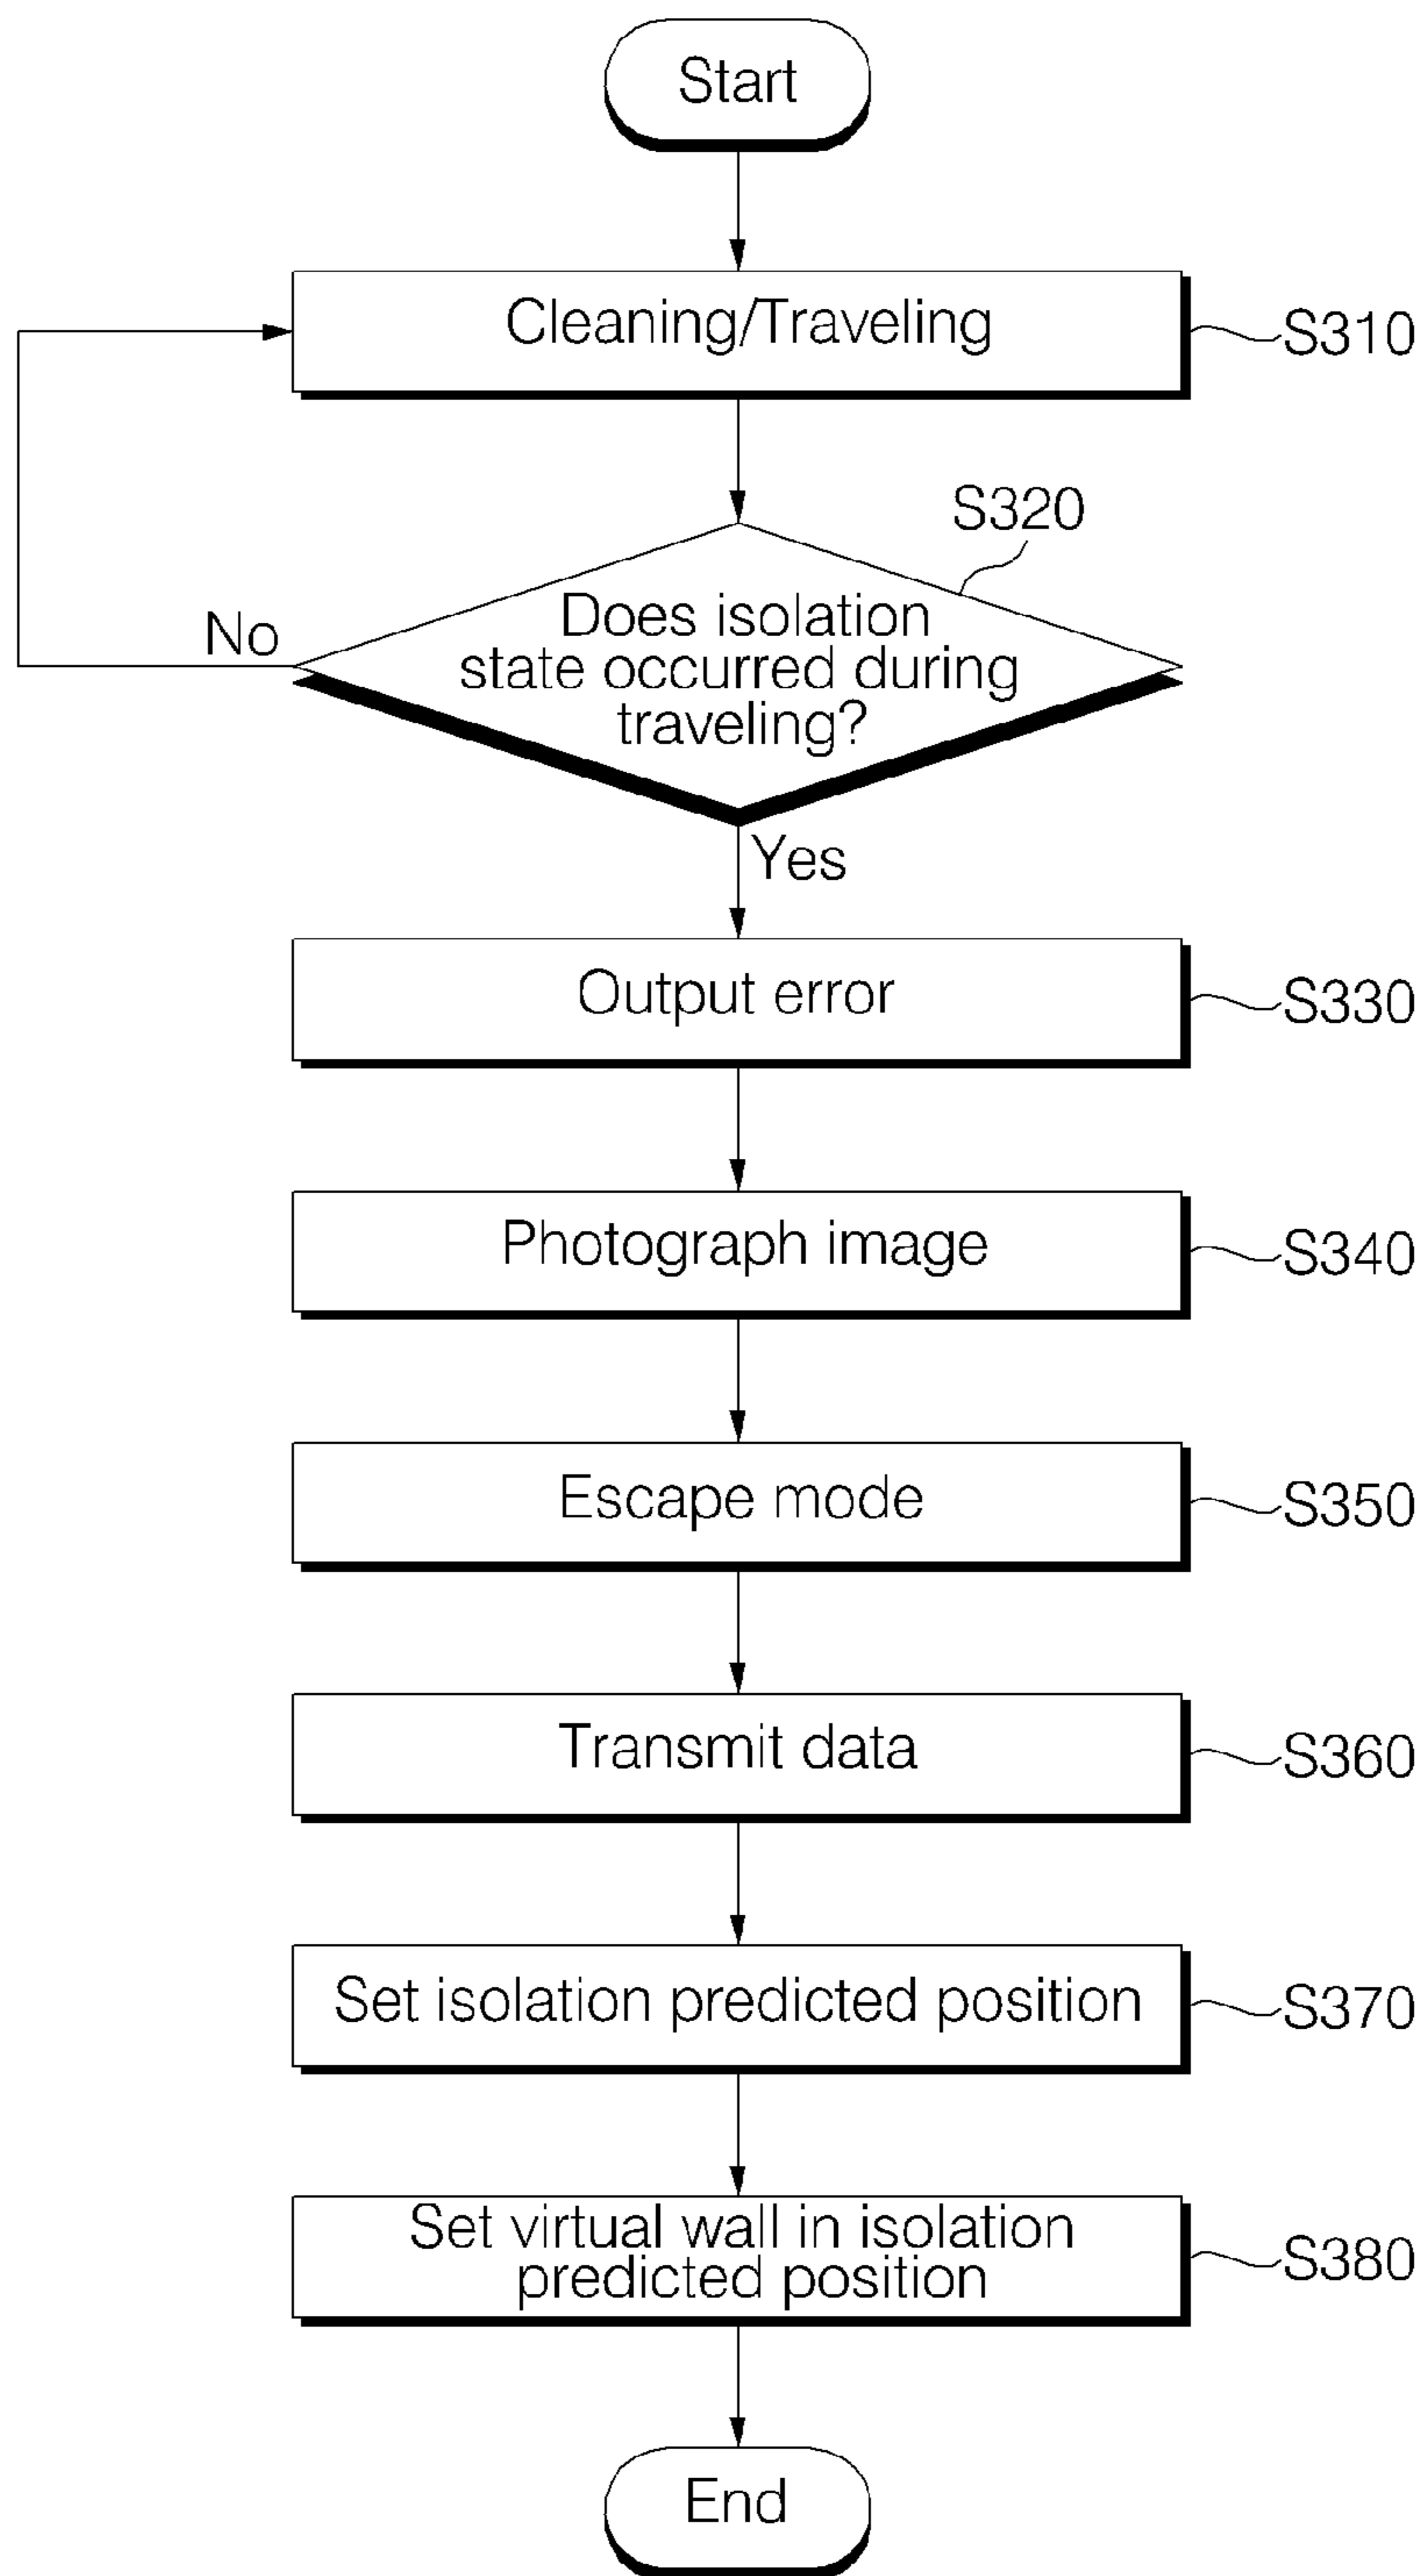 Start
Cleaning/Traveling
S310
S320
Does isolation
state occurred during
traveling?
No
Yes
Output error
S330
Photograph image
S340
Escape mode
S350
Transmit data
S360
Set isolation predicted position
S370
Set virtual wall in isolation
predicted position
S380
End